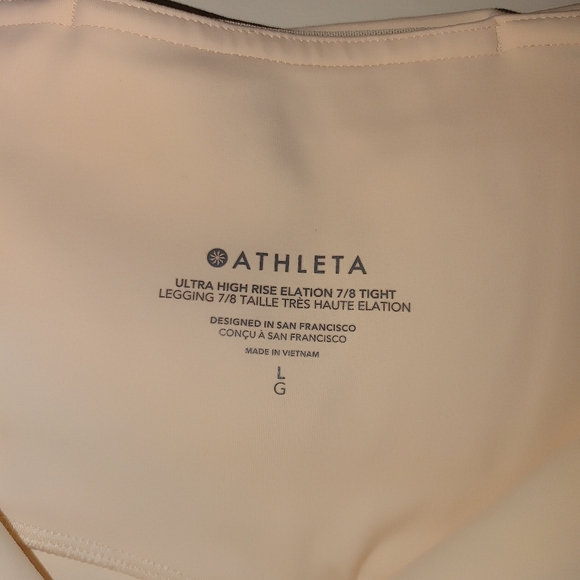 ATHLETA
ULTRA HIGH RISE ELATION 7/8 TIGHT
LEGGING 7/8 TAILLE TRÈS HAUTE ELATION
DESIGNED IN SAN FRANCISCO
CONÇU À SAN FRANCISCO
MADE IN VIETNAM
L
G